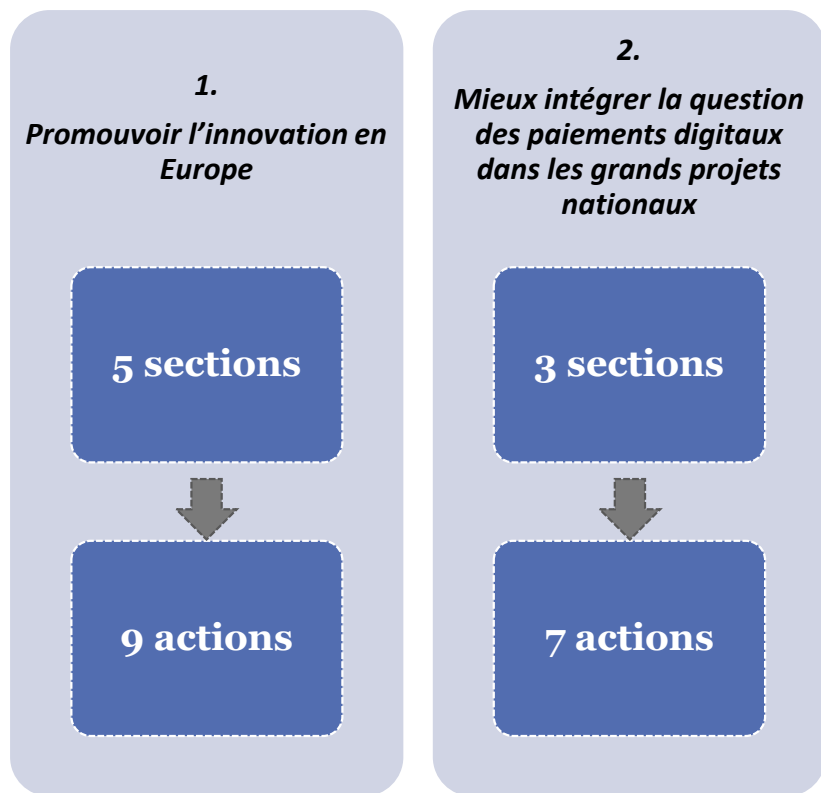 1.
Promouvoir l’innovation en
Europe
5 sections
9 actions
2.
Mieux intégrer la question
des paiements digitaux
dans les grands projets
nationaux
3 sections
7 actions